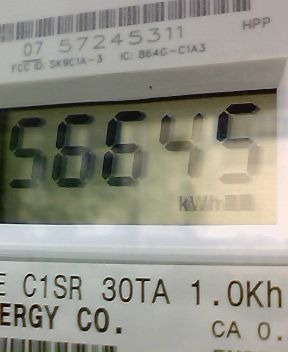 07 57245311
HPP
FCC ID: SK9C1A-3 IC: 864G-C1A3
56645
kWh
E C1SR 30TA 1.0Kh
ERGY CO.
CA 0.